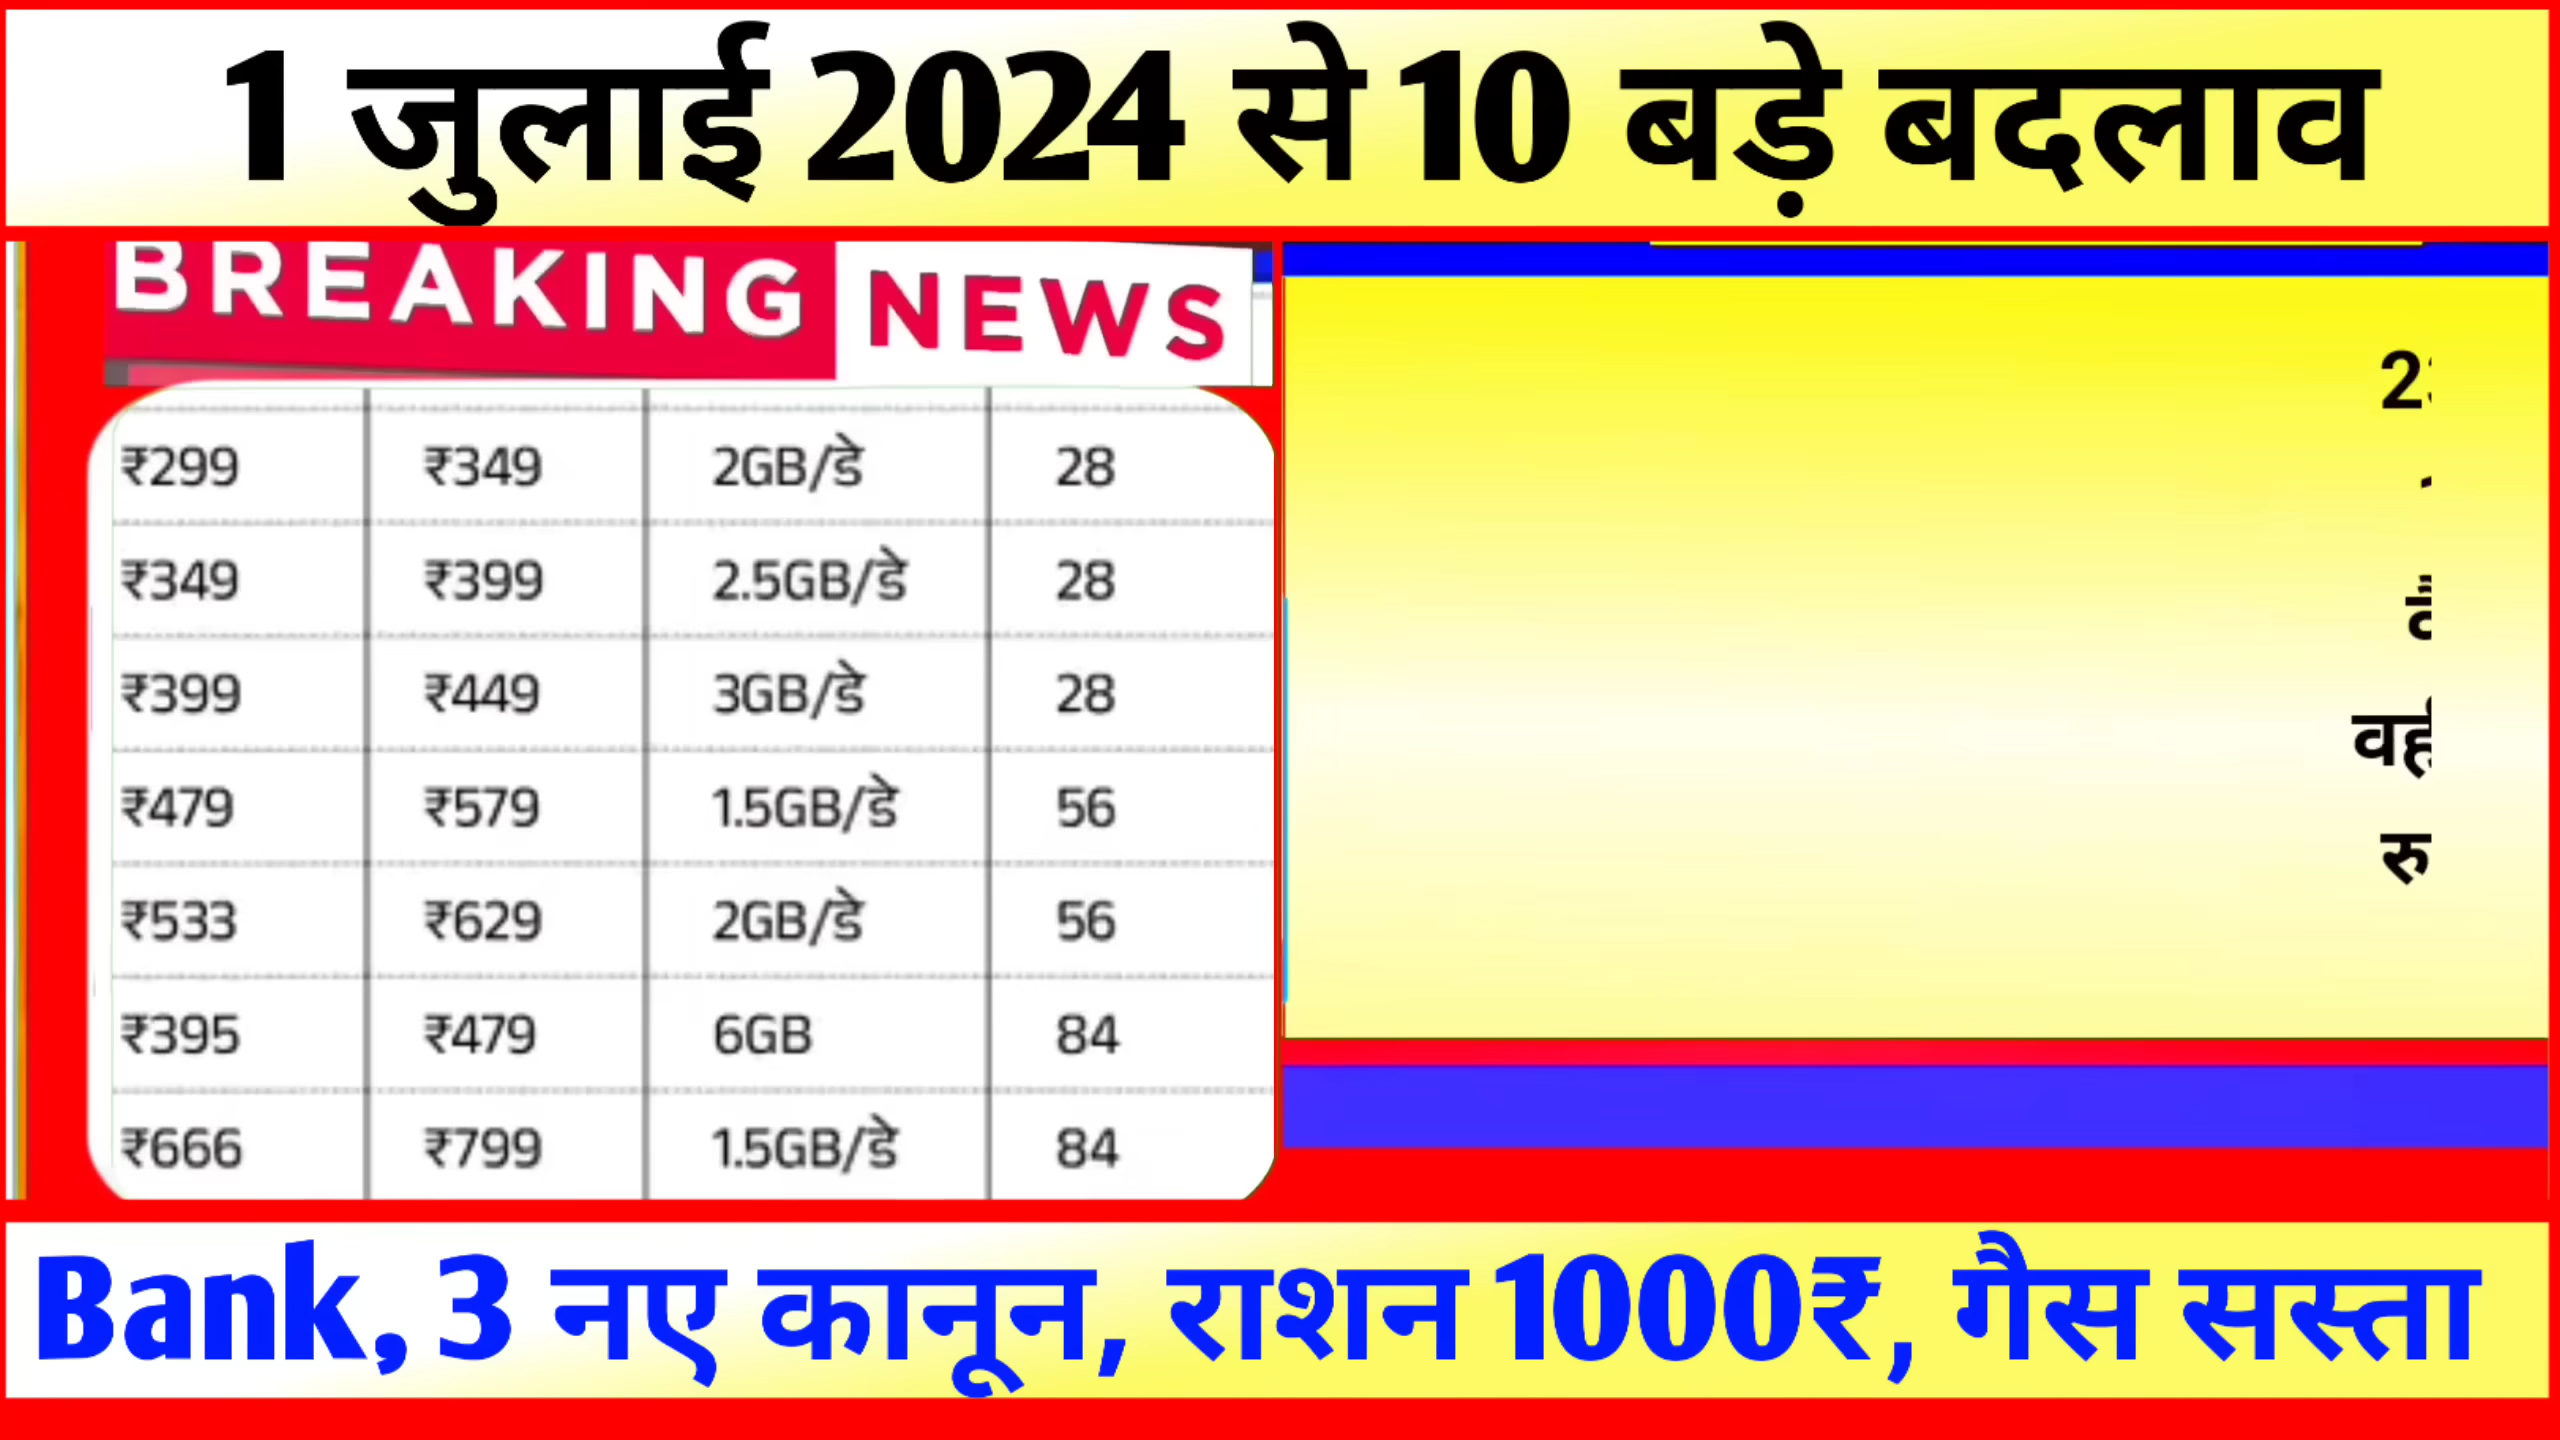 1 जुलाई 2024 से 10 बड़े बदलाव
BREAKING NEWS
₹299 ₹349 2GB/डे 28
₹349 ₹399 2.5GB/डे 28
₹399 ₹449 3GB/डे 28
₹479 ₹579 1.5GB/डे 56
₹533 ₹629 2GB/डे 56
₹395 ₹479 6GB 84
₹666 ₹799 1.5GB/डे 84
रु
Bank, 3 नए कानून, राशन 1000₹, गैस सस्ता